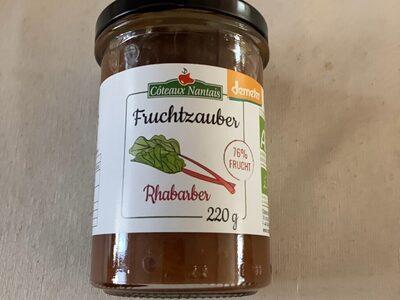 Côteaux Nantais
demeter
Fruchtzauber
76%
FRUCHT
Rhabarber
220 g